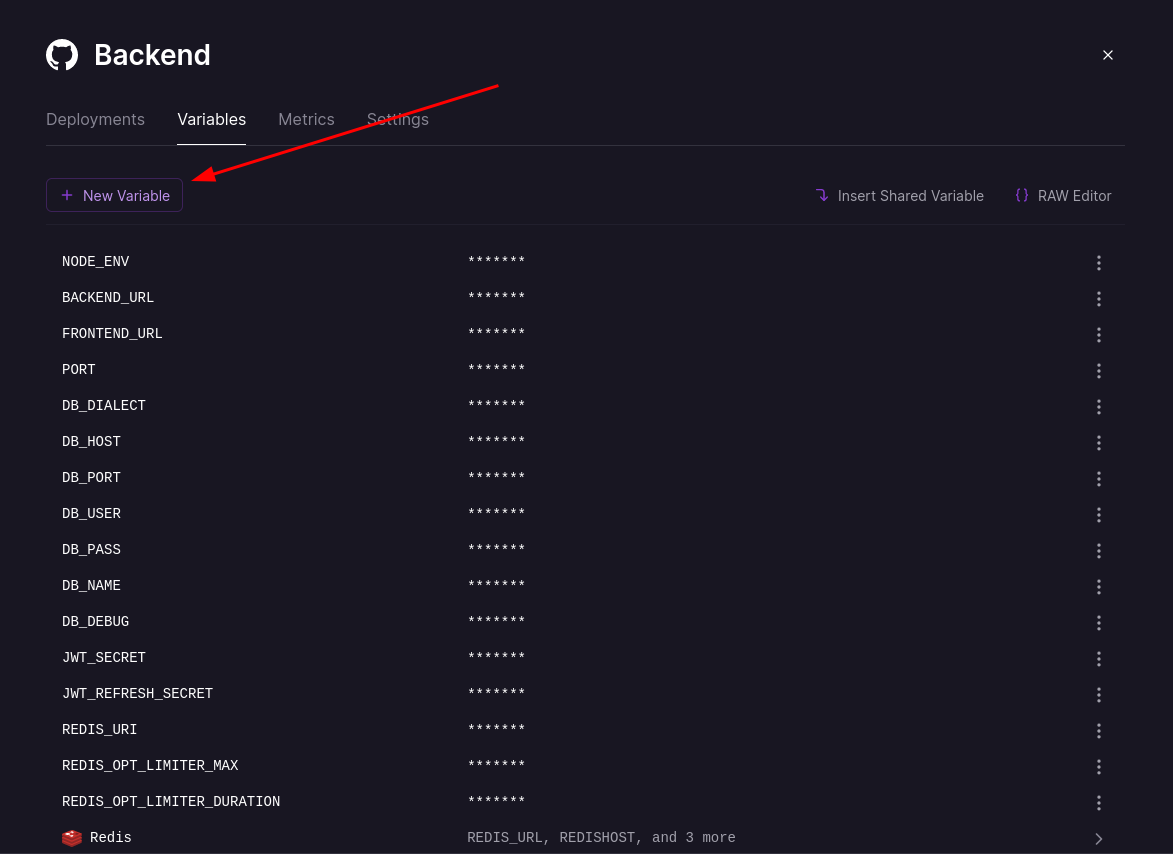 Backend
Deployments Variables Metrics Settings
+ New Variable Insert Shared Variable {} RAW Editor
NODE_ENV *******
BACKEND_URL *******
FRONTEND_URL *******
PORT *******
DB_DIALECT *******
DB_HOST *******
DB_PORT *******
DB_USER *******
DB_PASS *******
DB_NAME *******
DB_DEBUG *******
JWT_SECRET *******
JWT_REFRESH_SECRET *******
REDIS_URI *******
REDIS_OPT_LIMITER_MAX *******
REDIS_OPT_LIMITER_DURATION *******
Redis REDIS_URL, REDISHOST, and 3 more